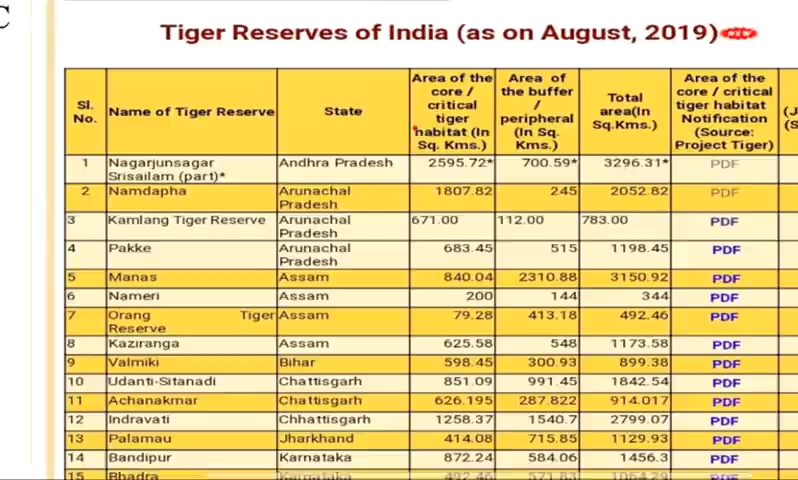 C
Tiger Reserves of India (as on August, 2019)
Sl. No. Name of Tiger Reserve State Area of the core / critical tiger habitat (In Sq. Kms.) Area of the buffer / peripheral (In Sq. Kms.) Total area(In Sq.Kms.) Area of the core / critical tiger habitat Notification (Source: Project Tiger) (J (S
1 Nagarjunsagar Srisailam (part)* Andhra Pradesh 2595.72* 700.59* 3296.31* PDF
2 Namdapha Arunachal Pradesh 1807.82 245 2052.82 PDF
3 Kamlang Tiger Reserve Arunachal Pradesh 671.00 112.00 783.00 PDF
4 Pakke Arunachal Pradesh 683.45 515 1198.45 PDF
5 Manas Assam 840.04 2310.88 3150.92 PDF
6 Nameri Assam 200 144 344 PDF
7 Orang Tiger Reserve Assam 79.28 413.18 492.46 PDF
8 Kaziranga Assam 625.58 548 1173.58 PDF
9 Valmiki Bihar 598.45 300.93 899.38 PDF
10 Udanti-Sitanadi Chattisgarh 851.09 991.45 1842.54 PDF
11 Achanakmar Chattisgarh 626.195 287.822 914.017 PDF
12 Indravati Chhattisgarh 1258.37 1540.7 2799.07 PDF
13 Palamau Jharkhand 414.08 715.85 1129.93 PDF
14 Bandipur Karnataka 872.24 584.06 1456.3 PDF
15 Bhadra Karnataka 492.46 571.83 1064.29 PDF